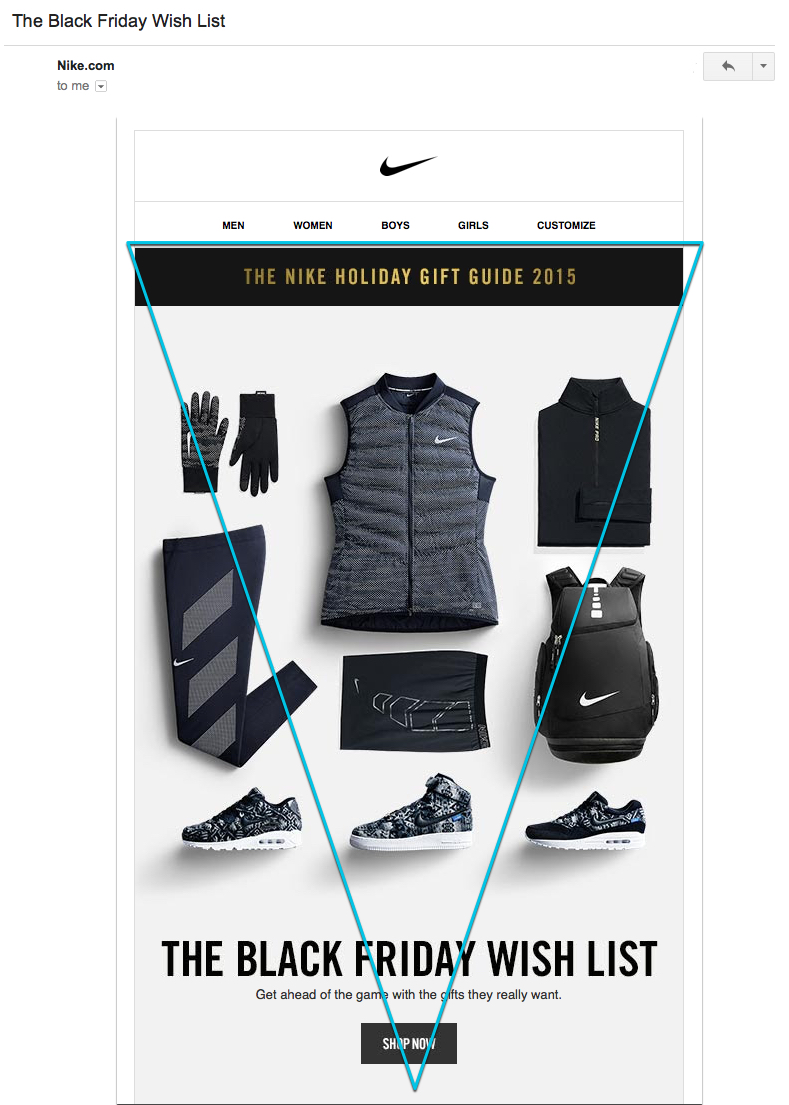 The Black Friday Wish List
Nike.com
to me
MEN WOMEN BOYS GIRLS CUSTOMIZE
THE NIKE HOLIDAY GIFT GUIDE 2015
NIKE PRO
THE BLACK FRIDAY WISH LIST
Get ahead of the game with the gifts they really want.
SHOP NOW